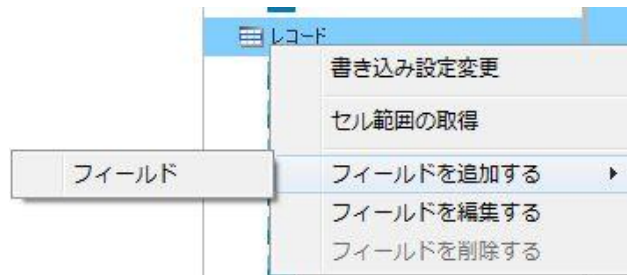 レコード
書き込み設定変更
セル範囲の取得
フィールドを追加する
フィールド
フィールドを編集する
フィールドを削除する